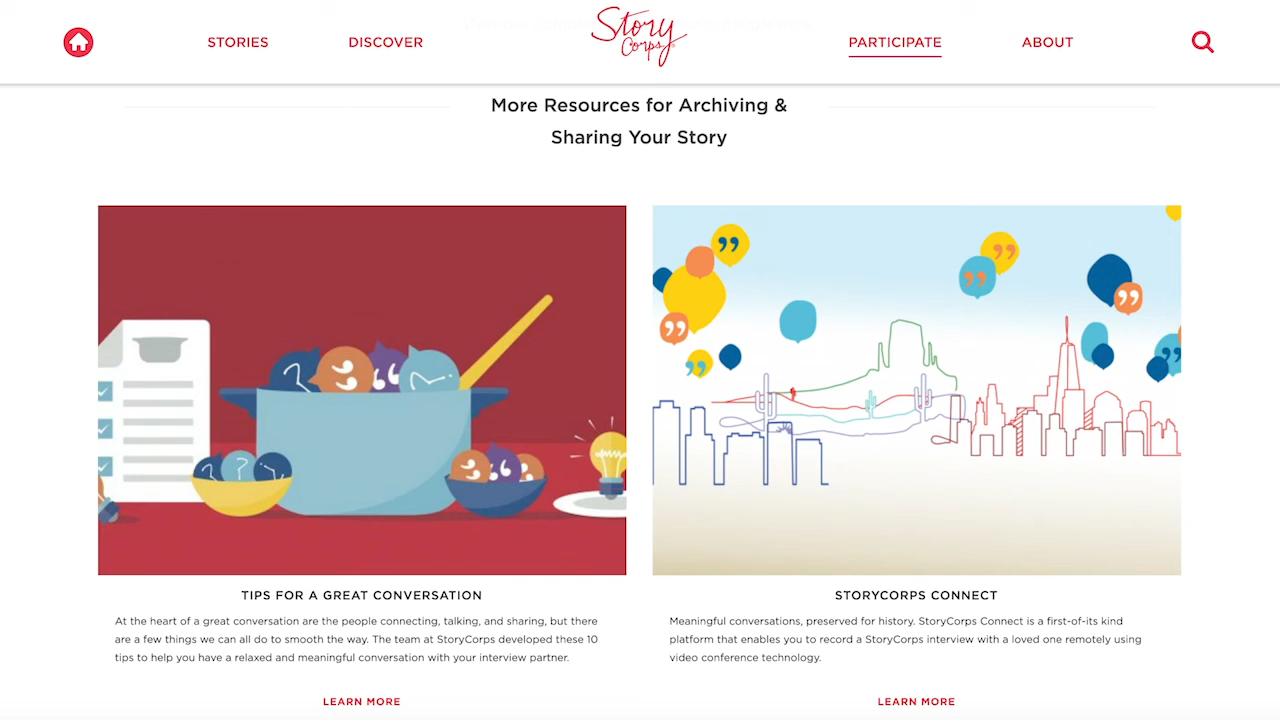 STORIES
DISCOVER
Story
Corps
PARTICIPATE
ABOUT
More Resources for Archiving &
Sharing Your Story
TIPS FOR A GREAT CONVERSATION
At the heart of a great conversation are the people connecting, talking, and sharing, but there
are a few things we can all do to smooth the way. The team at StoryCorps developed these 10
tips to help you have a relaxed and meaningful conversation with your interview partner.
LEARN MORE
STORYCORPS CONNECT
Meaningful conversations, preserved for history. StoryCorps Connect is a first-of-its kind
platform that enables you to record a StoryCorps interview with a loved one remotely using
video conference technology.
LEARN MORE